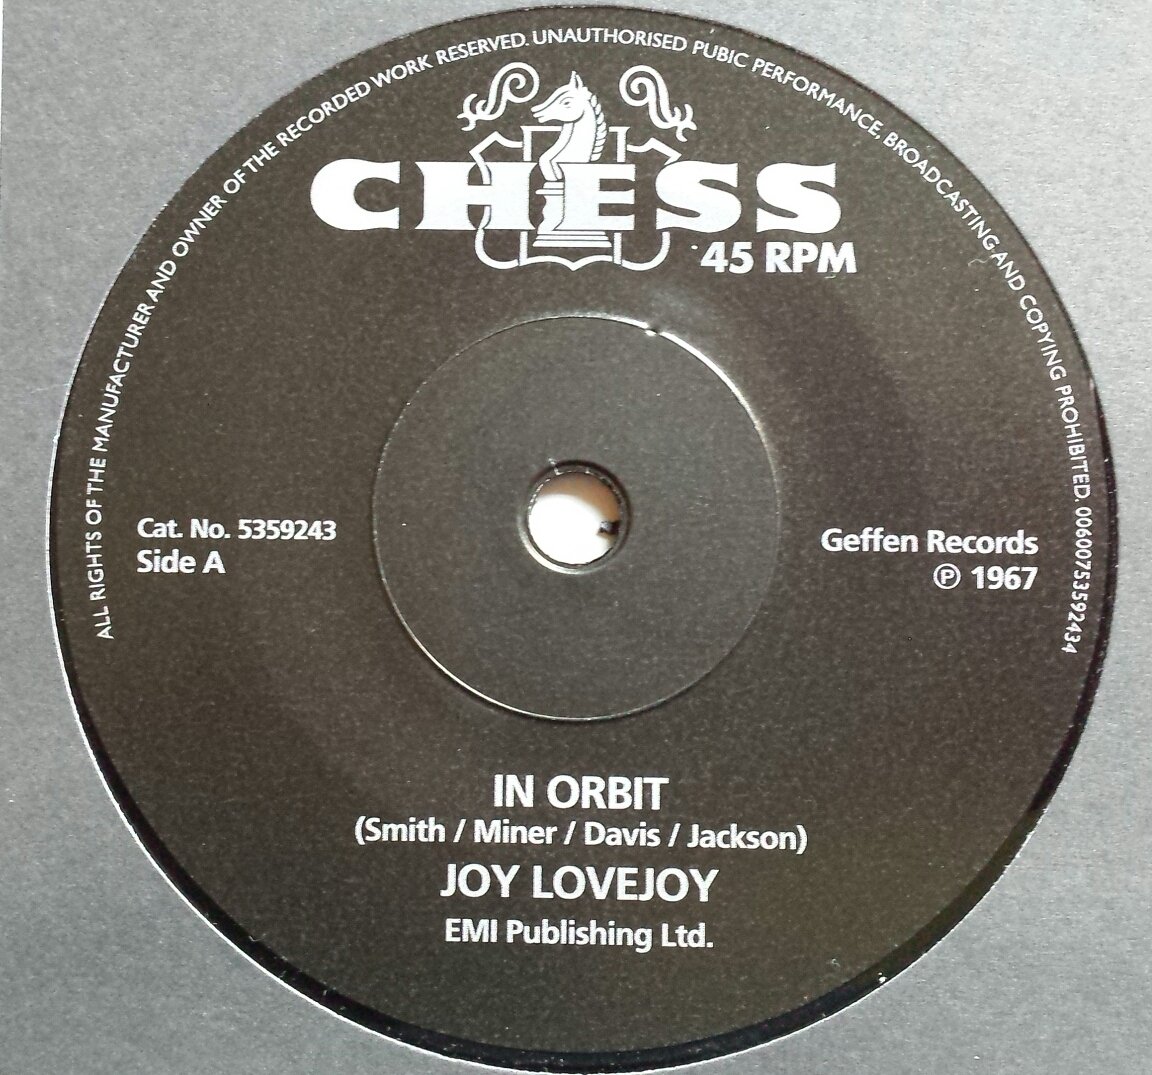 ALL RIGHTS OF THE MANUFACTURER AND OWNER OF THE RECORDED WORK RESERVED. UNAUTHORISED PUBIC PERFORMANCE, BROADCASTING AND COPYING PROHIBITED. 00600753592434
CHESS
45 RPM
Cat. No. 5359243
Side A
Geffen Records
℗ 1967
IN ORBIT
(Smith / Miner / Davis / Jackson)
JOY LOVEJOY
EMI Publishing Ltd.